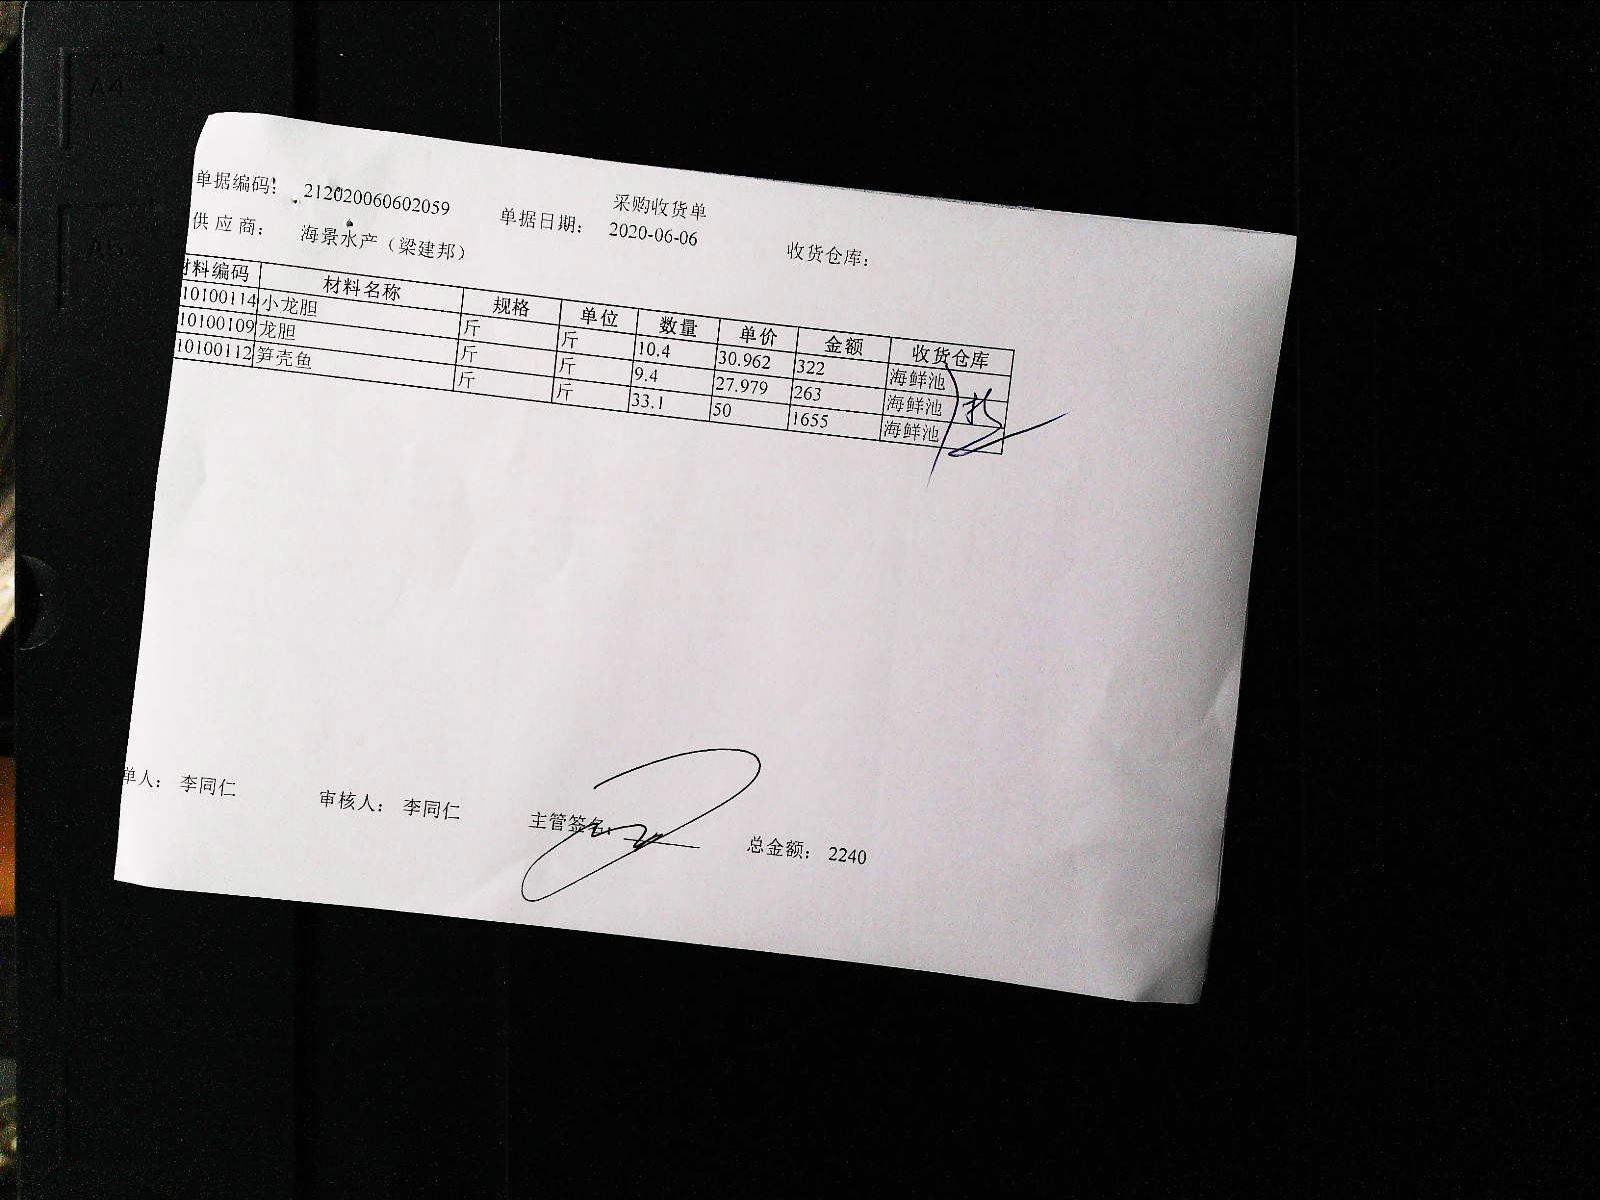 采购收货单
单据编码： 212020060602059 单据日期： 2020-06-06 收货仓库：
供应商： 海景水产（梁建邦）
材料编码 材料名称 规格 单位 数量 单价 金额 收货仓库
10100114 小龙胆 斤 斤 10.4 30.962 322 海鲜池
10100109 龙胆 斤 斤 9.4 27.979 263 海鲜池
10100112 笋壳鱼 斤 斤 33.1 50 1655 海鲜池
单人： 李同仁 审核人： 李同仁 主管签名： 总金额： 2240
A4
A5